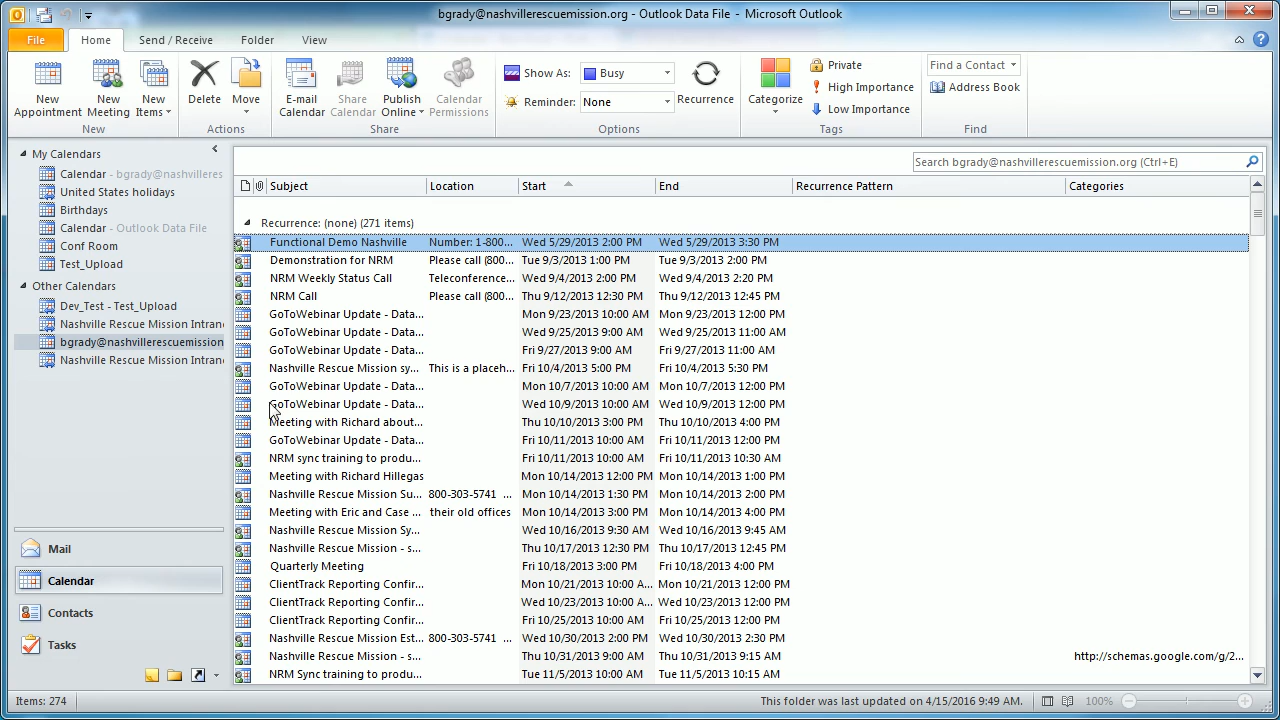 bgrady@nashvillerescuemission.org - Outlook Data File - Microsoft Outlook
File Home Send / Receive Folder View
New Appointment
New Meeting
New Items
New
Delete
Move
Actions
E-mail Calendar
Share Calendar
Publish Online
Calendar Permissions
Share
Show As: Busy
Reminder: None
Recurrence
Options
Categorize
Private
High Importance
Low Importance
Tags
Find a Contact
Address Book
Find
My Calendars
Calendar - bgrady@nashvilleres
United States holidays
Birthdays
Calendar - Outlook Data File
Conf Room
Test_Upload
Other Calendars
Dev_Test - Test_Upload
Nashville Rescue Mission Intran
bgrady@nashvillerescuemission
Nashville Rescue Mission Intran
Mail
Calendar
Contacts
Tasks
Search bgrady@nashvillerescuemission.org (Ctrl+E)
Subject Location Start End Recurrence Pattern Categories
Recurrence: (none) (271 items)
Functional Demo Nashville Number: 1-800... Wed 5/29/2013 2:00 PM Wed 5/29/2013 3:30 PM
Demonstration for NRM Please call (800... Tue 9/3/2013 1:00 PM Tue 9/3/2013 2:00 PM
NRM Weekly Status Call Teleconference... Wed 9/4/2013 2:00 PM Wed 9/4/2013 2:20 PM
NRM Call Please call (800... Thu 9/12/2013 12:30 PM Thu 9/12/2013 12:45 PM
GoToWebinar Update - Data... Mon 9/23/2013 10:00 AM Mon 9/23/2013 12:00 PM
GoToWebinar Update - Data... Wed 9/25/2013 9:00 AM Wed 9/25/2013 11:00 AM
GoToWebinar Update - Data... Fri 9/27/2013 9:00 AM Fri 9/27/2013 11:00 AM
Nashville Rescue Mission sy... This is a placeh... Fri 10/4/2013 5:00 PM Fri 10/4/2013 5:30 PM
GoToWebinar Update - Data... Mon 10/7/2013 10:00 AM Mon 10/7/2013 12:00 PM
GoToWebinar Update - Data... Wed 10/9/2013 10:00 AM Wed 10/9/2013 12:00 PM
Meeting with Richard about... Thu 10/10/2013 3:00 PM Thu 10/10/2013 4:00 PM
GoToWebinar Update - Data... Fri 10/11/2013 10:00 AM Fri 10/11/2013 12:00 PM
NRM sync training to produ... Fri 10/11/2013 10:00 AM Fri 10/11/2013 10:30 AM
Meeting with Richard Hillegas Mon 10/14/2013 12:00 PM Mon 10/14/2013 1:00 PM
Nashville Rescue Mission Su... 800-303-5741 ... Mon 10/14/2013 1:30 PM Mon 10/14/2013 2:00 PM
Meeting with Eric and Case ... their old offices Mon 10/14/2013 3:00 PM Mon 10/14/2013 4:00 PM
Nashville Rescue Mission Sy... Wed 10/16/2013 9:30 AM Wed 10/16/2013 9:45 AM
Nashville Rescue Mission - s... Thu 10/17/2013 12:30 PM Thu 10/17/2013 12:45 PM
Quarterly Meeting Fri 10/18/2013 3:00 PM Fri 10/18/2013 4:00 PM
ClientTrack Reporting Confir... Mon 10/21/2013 10:00 A... Mon 10/21/2013 12:00 PM
ClientTrack Reporting Confir... Wed 10/23/2013 10:00 A... Wed 10/23/2013 12:00 PM
ClientTrack Reporting Confir... Fri 10/25/2013 10:00 AM Fri 10/25/2013 12:00 PM
Nashville Rescue Mission Est... 800-303-5741 ... Wed 10/30/2013 2:00 PM Wed 10/30/2013 2:30 PM
Nashville Rescue Mission - s... Thu 10/31/2013 9:00 AM Thu 10/31/2013 9:15 AM http://schemas.google.com/g/2...
NRM Sync training to produ... Tue 11/5/2013 10:00 AM Tue 11/5/2013 10:15 AM
Items: 274
This folder was last updated on 4/15/2016 9:49 AM.
100%